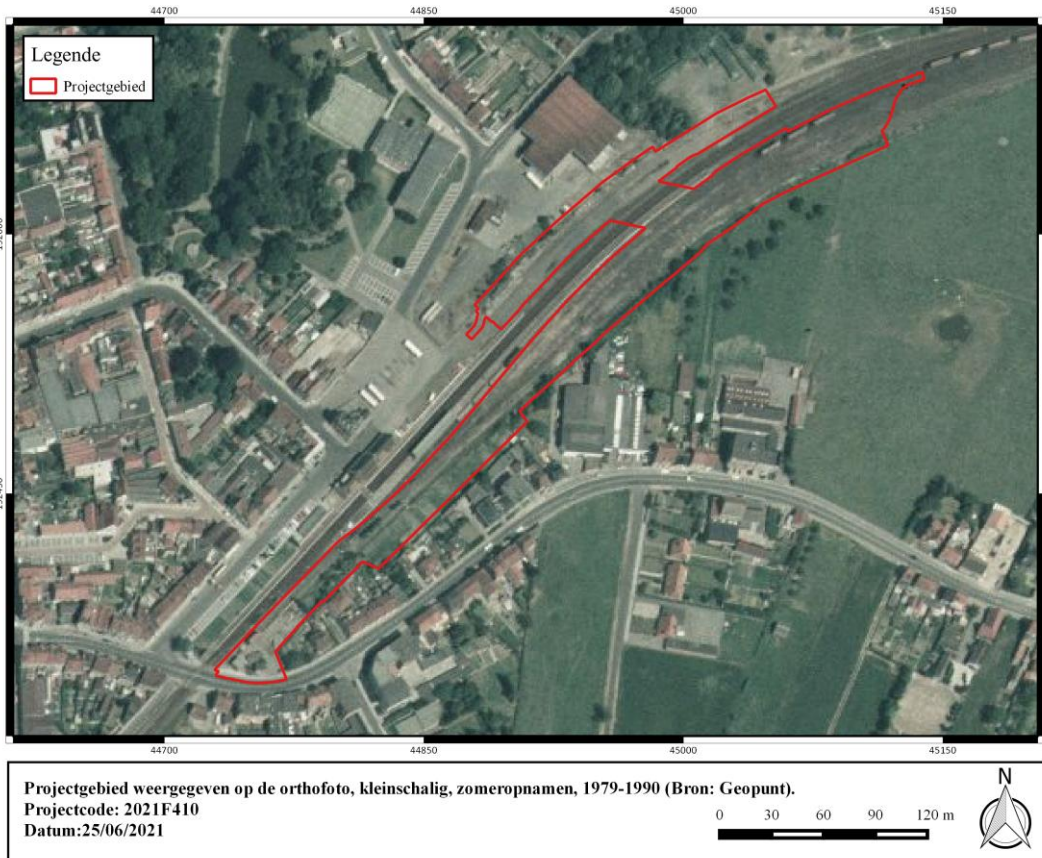 44700 44850 45000 45150
Legende
Projectgebied
44700 44850 45000 45150
Projectgebied weergegeven op de orthofoto, kleinschalig, zomeropnamen, 1979-1990 (Bron: Geopunt).
Projectcode: 2021F410
Datum:25/06/2021
0 30 60 90 120 m
N